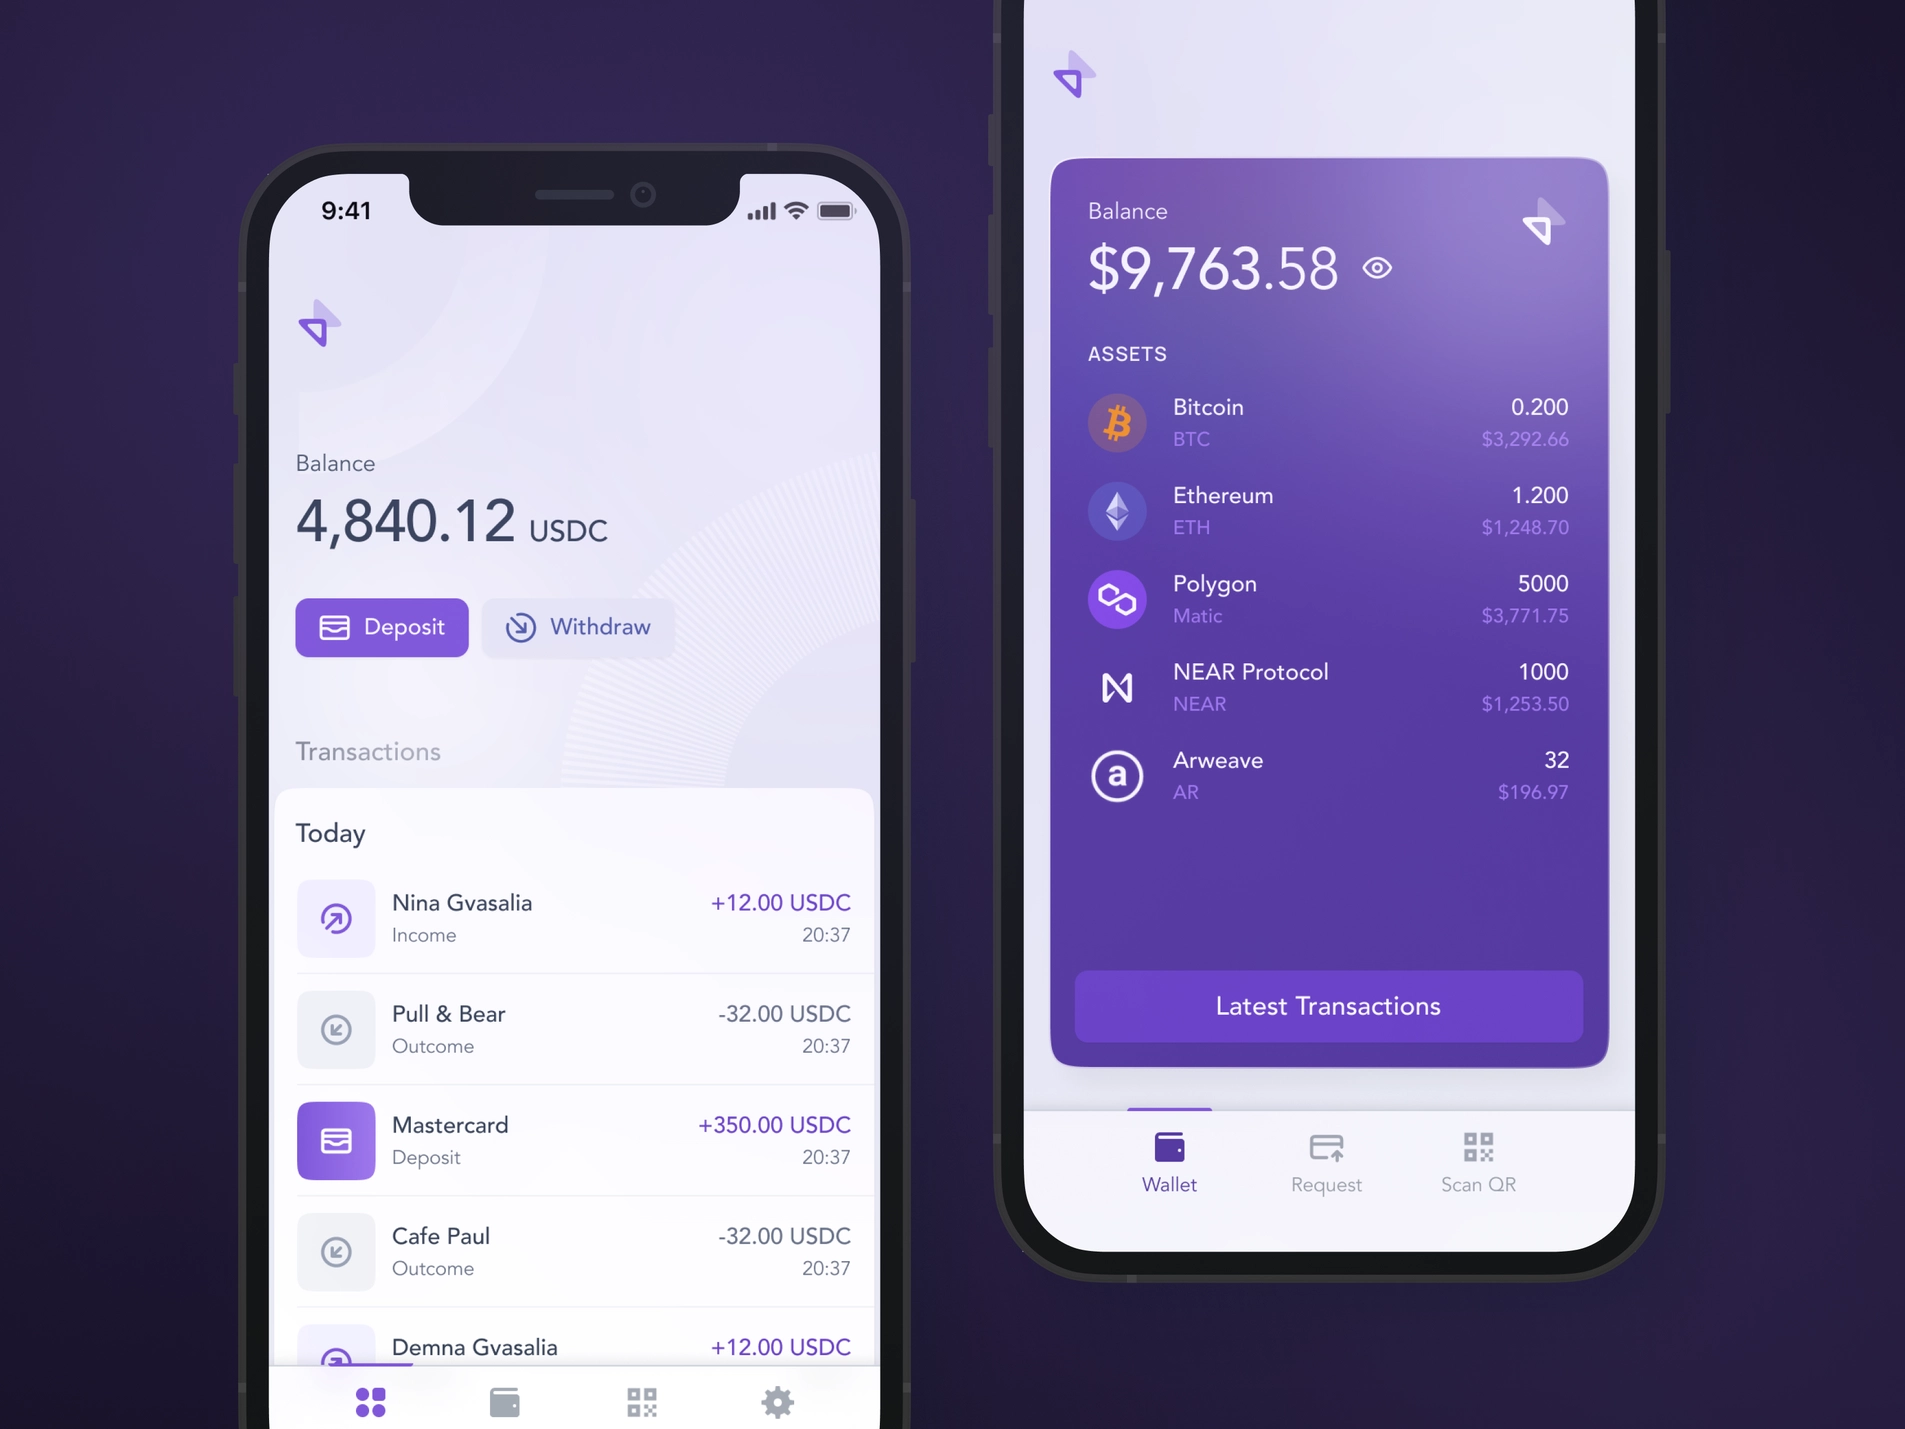 9:41
Balance
4,840.12 USDC
Deposit
Withdraw
Transactions
Today
Nina Gvasalia +12.00 USDC
Income 20:37
Pull & Bear -32.00 USDC
Outcome 20:37
Mastercard +350.00 USDC
Deposit 20:37
Cafe Paul -32.00 USDC
Outcome 20:37
Demna Gvasalia +12.00 USDC
Balance
$9,763.58
ASSETS
Bitcoin 0.200
BTC $3,292.66
Ethereum 1.200
ETH $1,248.70
Polygon 5000
Matic $3,771.75
NEAR Protocol 1000
NEAR $1,253.50
Arweave 32
AR $196.97
Latest Transactions
Wallet
Request
Scan QR